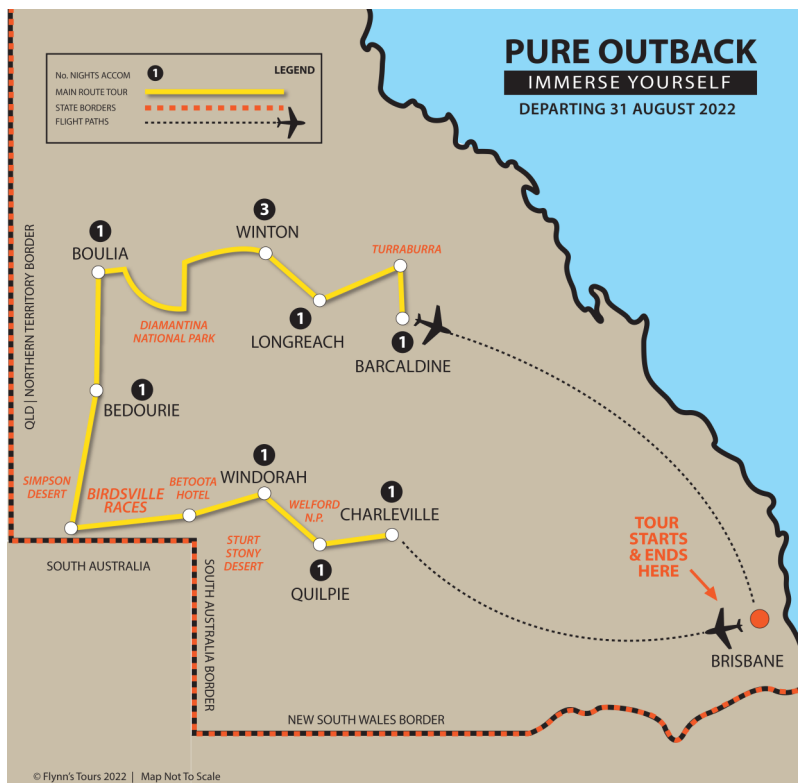 PURE OUTBACK
IMMERSE YOURSELF
DEPARTING 31 AUGUST 2022
LEGEND
No. NIGHTS ACCOM 1
MAIN ROUTE TOUR
STATE BORDERS
FLIGHT PATHS
3
WINTON
1
BOULIA
TURRABURRA
DIAMANTINA
NATIONAL PARK
1
LONGREACH
1
BARCALDINE
QLD | NORTHERN TERRITORY BORDER
1
BEDOURIE
1
WINDORAH
SIMPSON
DESERT
BIRDSVILLE
RACES
BETOOTA
HOTEL
WELFORD
N.P.
1
CHARLEVILLE
STURT
STONY
DESERT
1
QUILPIE
TOUR
STARTS
& ENDS
HERE
SOUTH AUSTRALIA
SOUTH AUSTRALIA BORDER
BRISBANE
NEW SOUTH WALES BORDER
© Flynn's Tours 2022 | Map Not To Scale